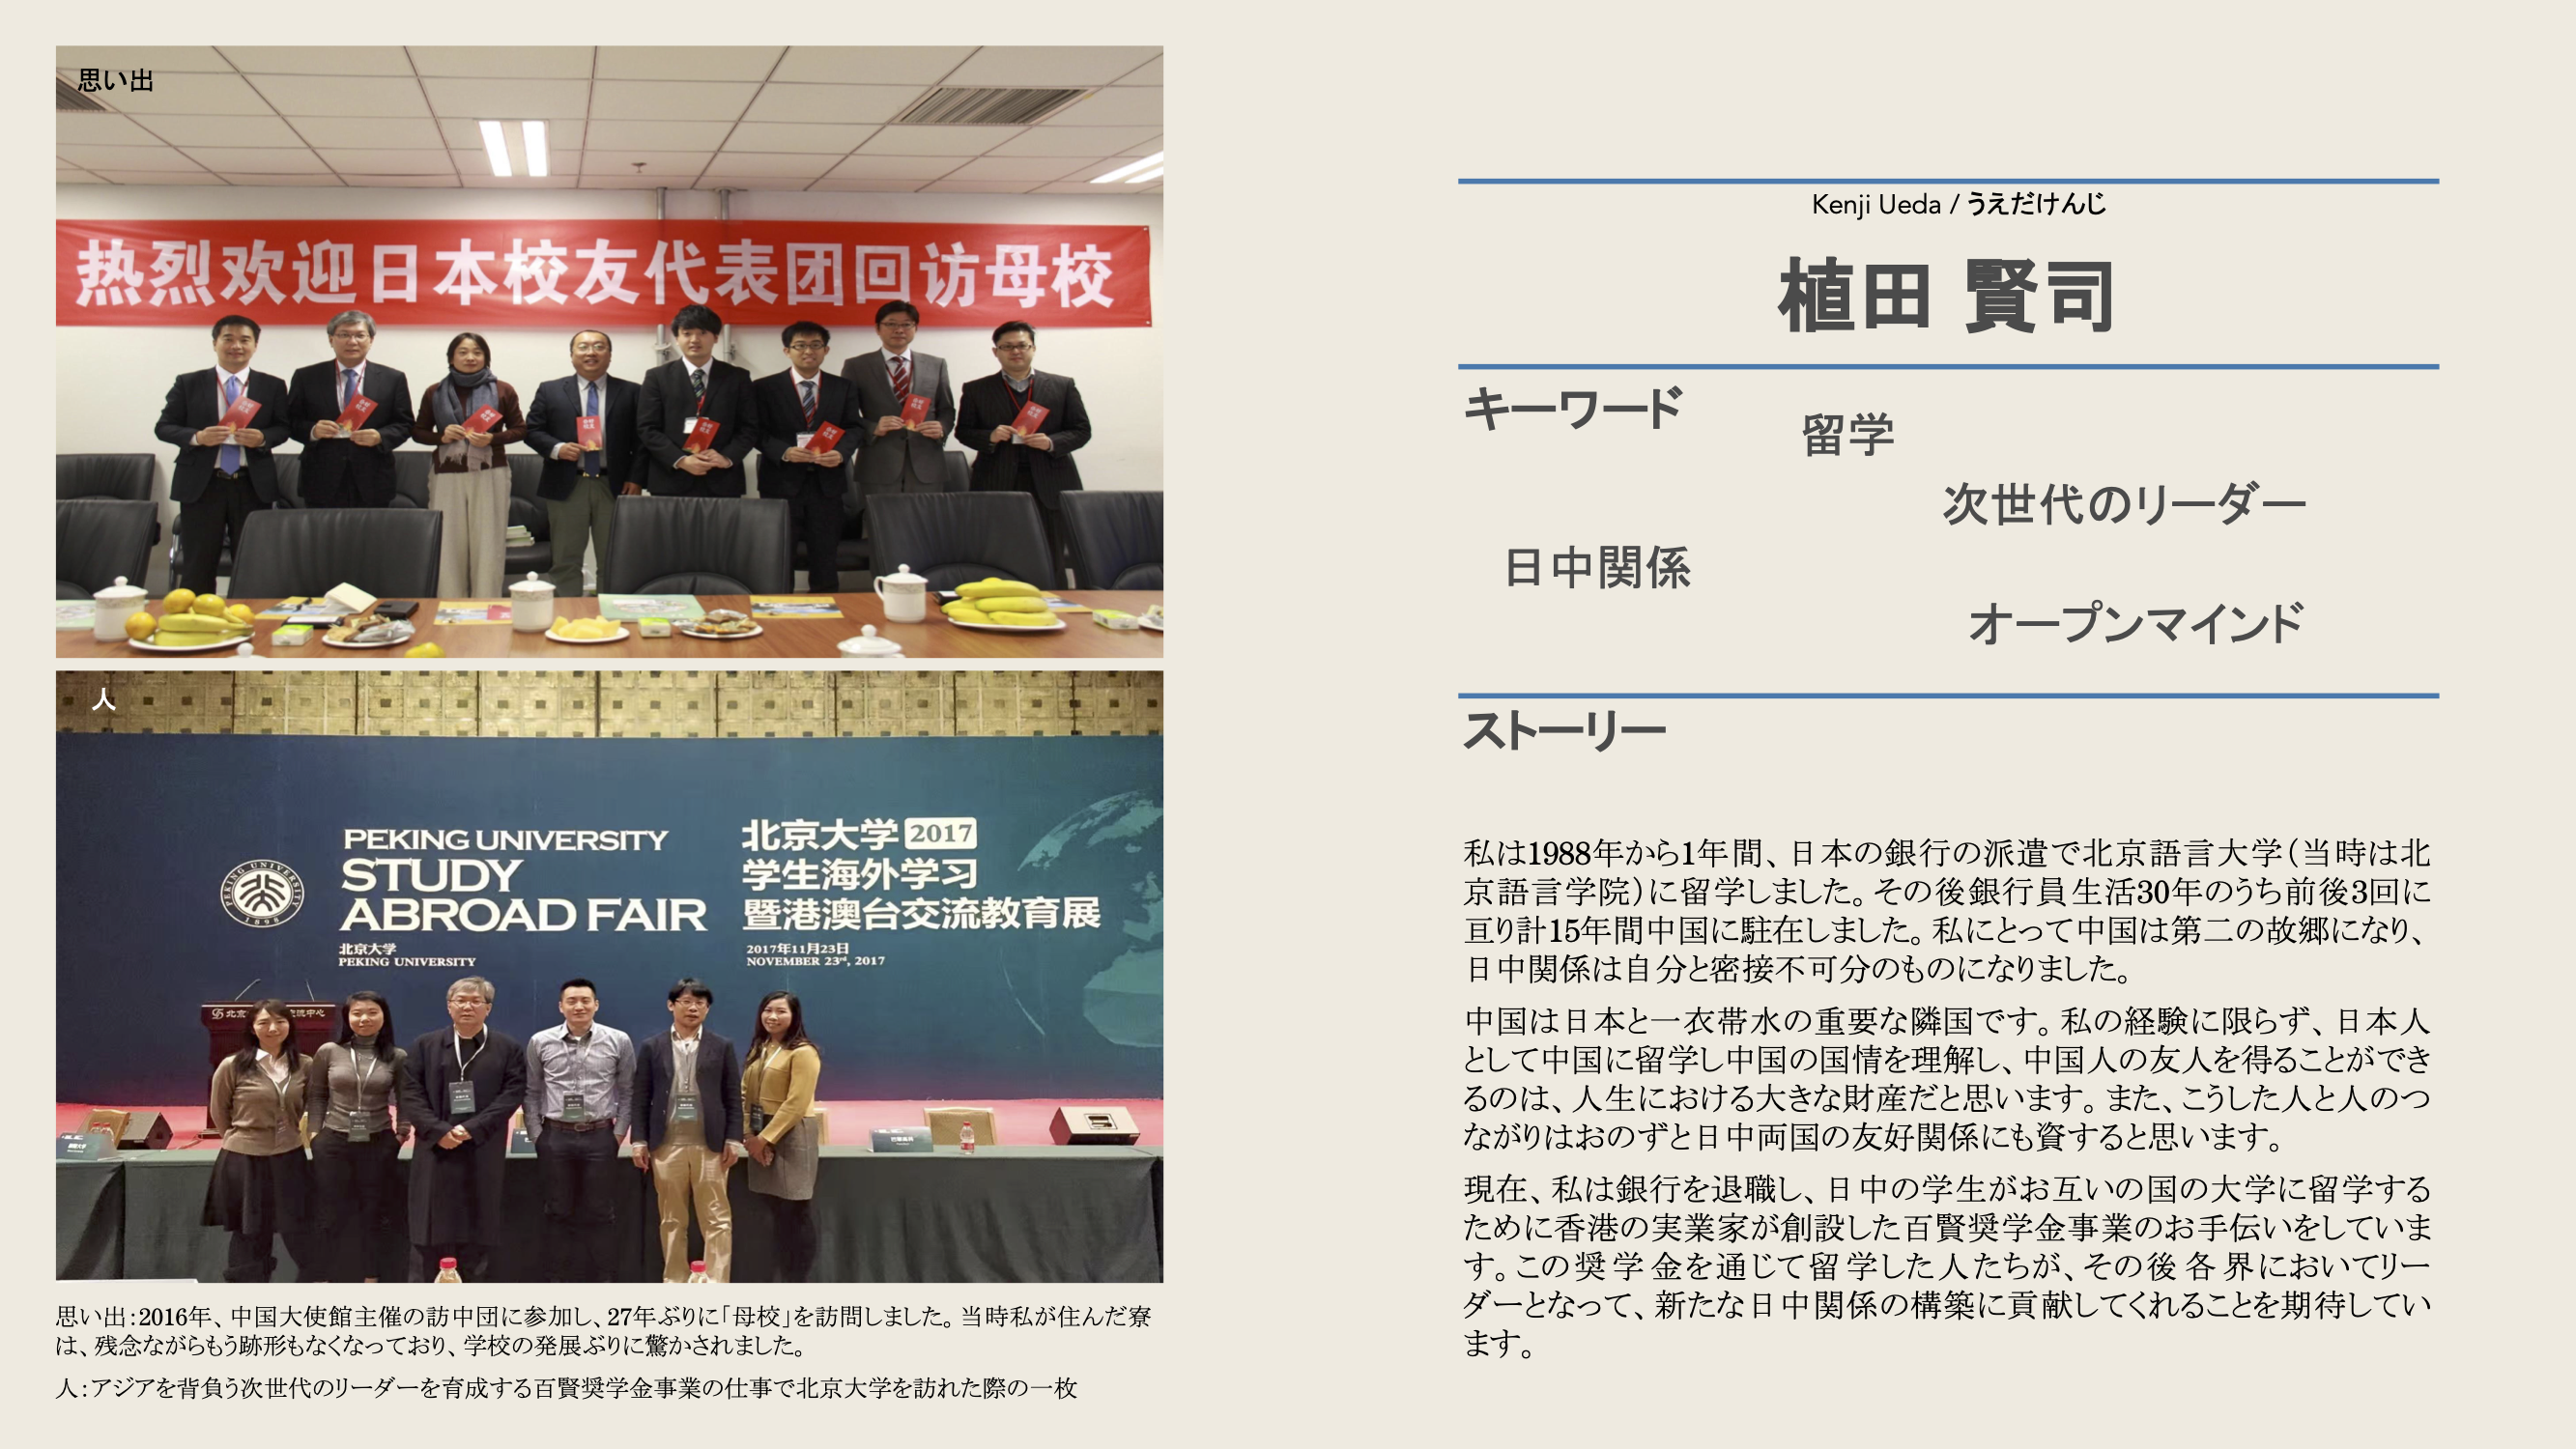 思い出
热烈欢迎日本校友代表团回访母校
人
PEKING UNIVERSITY
STUDY
ABROAD FAIR
北京大学
PEKING UNIVERSITY
北京大学 2017
学生海外学习
暨港澳台交流教育展
2017年11月23日
NOVEMBER 23rd, 2017
PEKING UNIVERSITY
1898
思い出：2016年、中国大使館主催の訪中団に参加し、27年ぶりに「母校」を訪問しました。当時私が住んだ寮
は、残念ながらもう跡形もなくなっており、学校の発展ぶりに驚かされました。
人：アジアを背負う次世代のリーダーを育成する百賢奨学金事業の仕事で北京大学を訪れた際の一枚
Kenji Ueda / うえだけんじ
植田 賢司
キーワード
留学
次世代のリーダー
日中関係
オープンマインド
ストーリー
私は1988年から1年間、日本の銀行の派遣で北京語言大学（当時は北
京語言学院）に留学しました。その後銀行員生活30年のうち前後3回に
亘り計15年間中国に駐在しました。私にとって中国は第二の故郷になり、
日中関係は自分と密接不可分のものになりました。
中国は日本と一衣帯水の重要な隣国です。私の経験に限らず、日本人
として中国に留学し中国の国情を理解し、中国人の友人を得ることができ
るのは、人生における大きな財産だと思います。また、こうした人と人のつ
ながりはおのずと日中両国の友好関係にも資すると思います。
現在、私は銀行を退職し、日中の学生がお互いの国の大学に留学する
ために香港の実業家が創設した百賢奨学金事業のお手伝いをしていま
す。この奨学金を通じて留学した人たちが、その後各界においてリー
ダーとなって、新たな日中関係の構築に貢献してくれることを期待してい
ます。